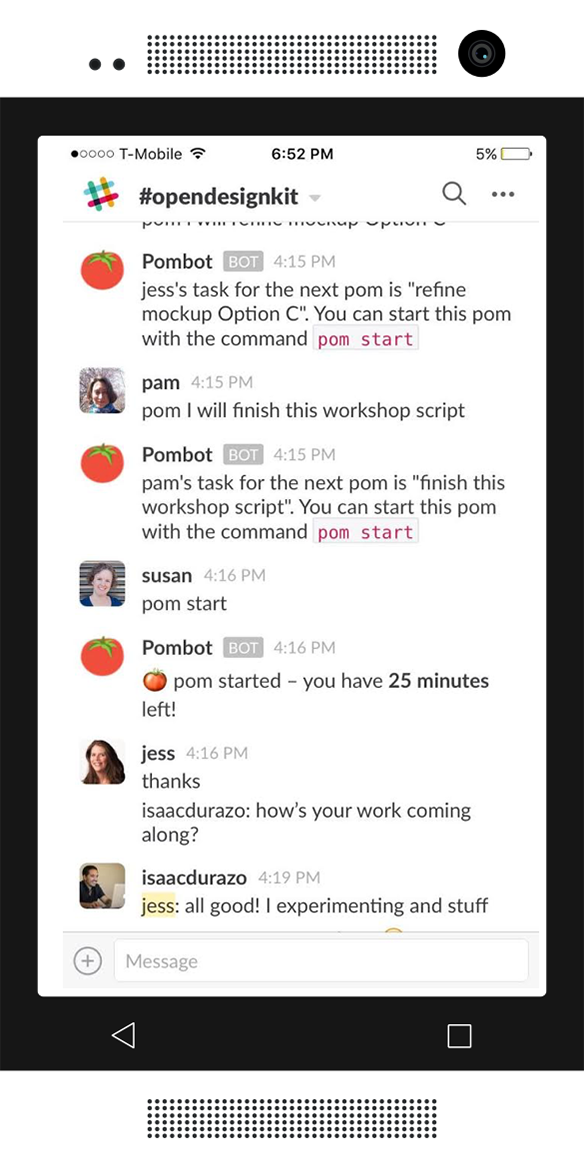 T-Mobile 6:52 PM 5%
#opendesignkit
pom I will refine mockup Option C
Pombot BOT 4:15 PM
jess's task for the next pom is "refine
mockup Option C". You can start this pom
with the command pom start
pam 4:15 PM
pom I will finish this workshop script
Pombot BOT 4:15 PM
pam's task for the next pom is "finish this
workshop script". You can start this pom
with the command pom start
susan 4:16 PM
pom start
Pombot BOT 4:16 PM
pom started – you have 25 minutes
left!
jess 4:16 PM
thanks
isaacdurazo: how’s your work coming
along?
isaacdurazo 4:19 PM
jess: all good! I experimenting and stuff
Message